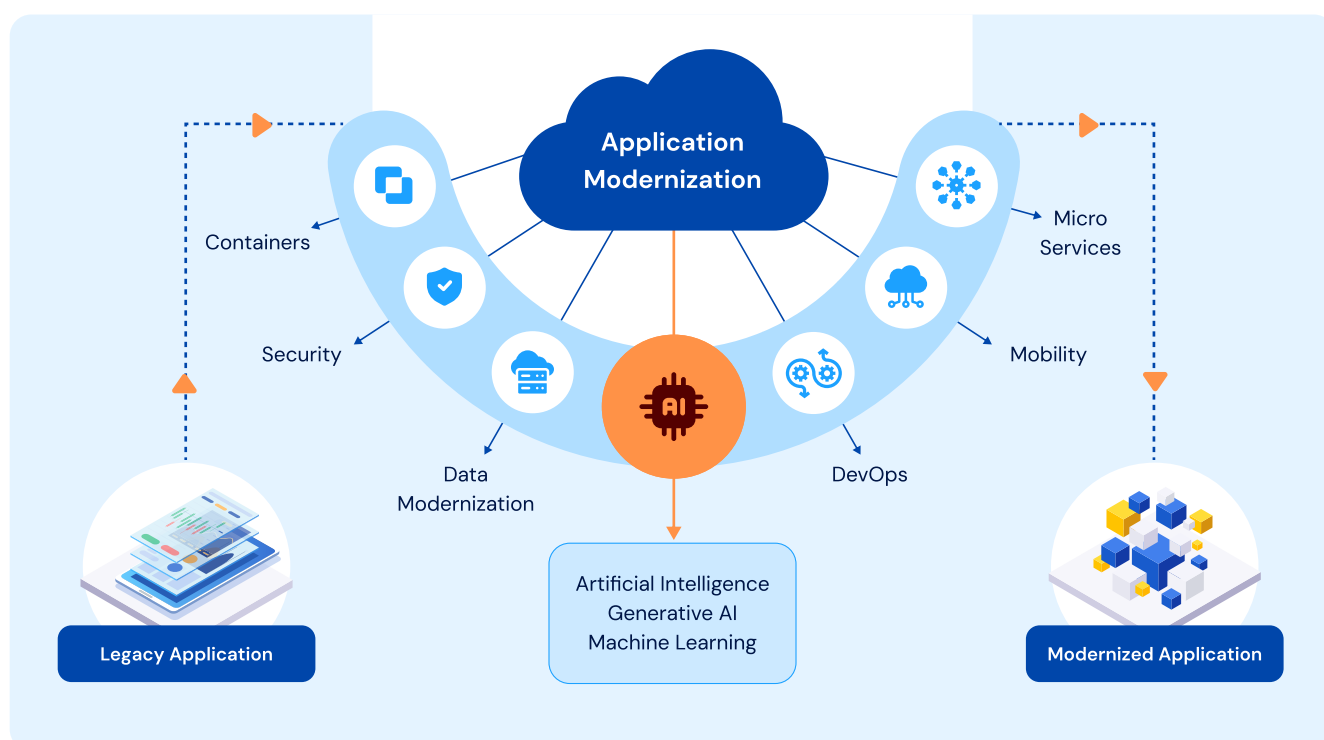 Application
Modernization
Containers
Micro
Services
Security
Mobility
AI
Data
Modernization
DevOps
Artificial Intelligence
Generative AI
Machine Learning
Legacy Application
Modernized Application